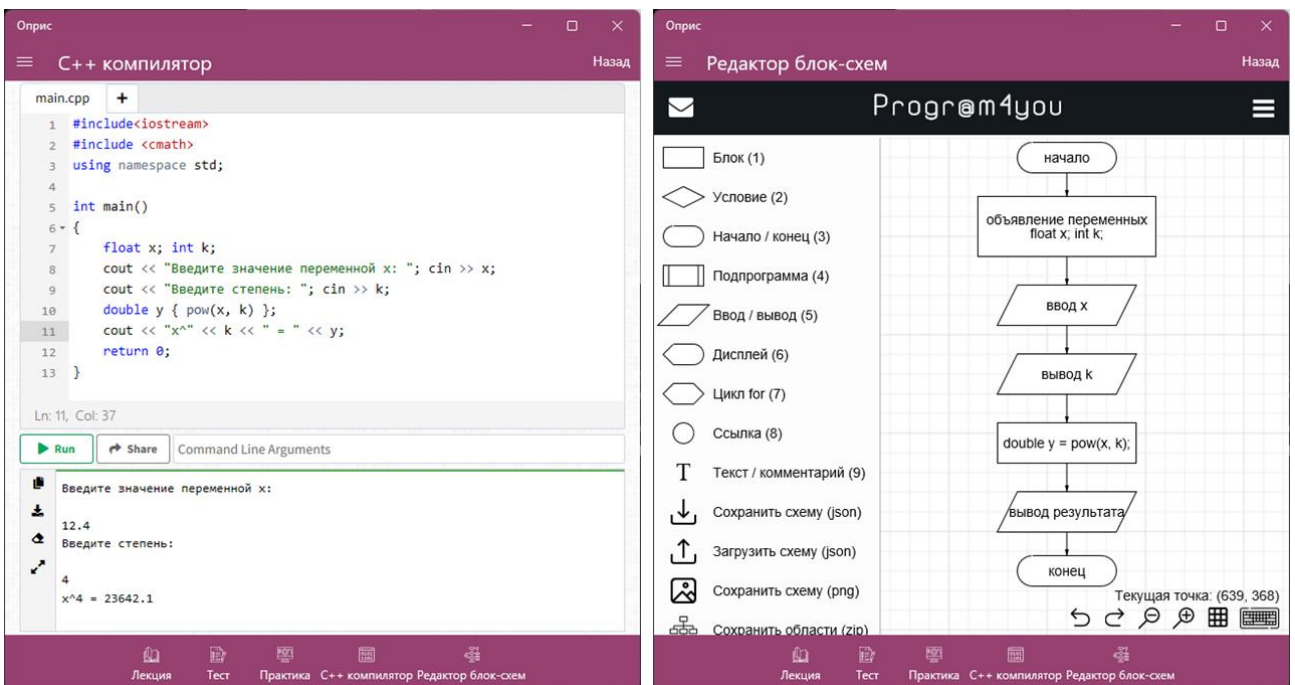 Оприс
C++ компилятор
Назад
main.cpp +
1 #include<iostream>
2 #include <cmath>
3 using namespace std;
4
5 int main()
6 {
7 float x; int k;
8 cout << "Введите значение переменной x: "; cin >> x;
9 cout << "Введите степень: "; cin >> k;
10 double y { pow(x, k) };
11 cout << "x^" << k << " = " << y;
12 return 0;
13 }
Ln: 11, Col: 37
Run Share Command Line Arguments
Введите значение переменной x:
12.4
Введите степень:
4
x^4 = 23642.1
Лекция Тест Практика C++ компилятор Редактор блок-схем
Оприс
Редактор блок-схем
Назад
Progr@m4you
Блок (1)
Условие (2)
Начало / конец (3)
Подпрограмма (4)
Ввод / вывод (5)
Дисплей (6)
Цикл for (7)
Ссылка (8)
T Текст / комментарий (9)
Сохранить схему (json)
Загрузить схему (json)
Сохранить схему (png)
Сохранить области (zip)
начало
объявление переменных
float x; int k;
ввод x
вывод k
double y = pow(x, k);
вывод результата
конец
Текущая точка: (639, 368)
Лекция Тест Практика C++ компилятор Редактор блок-схем